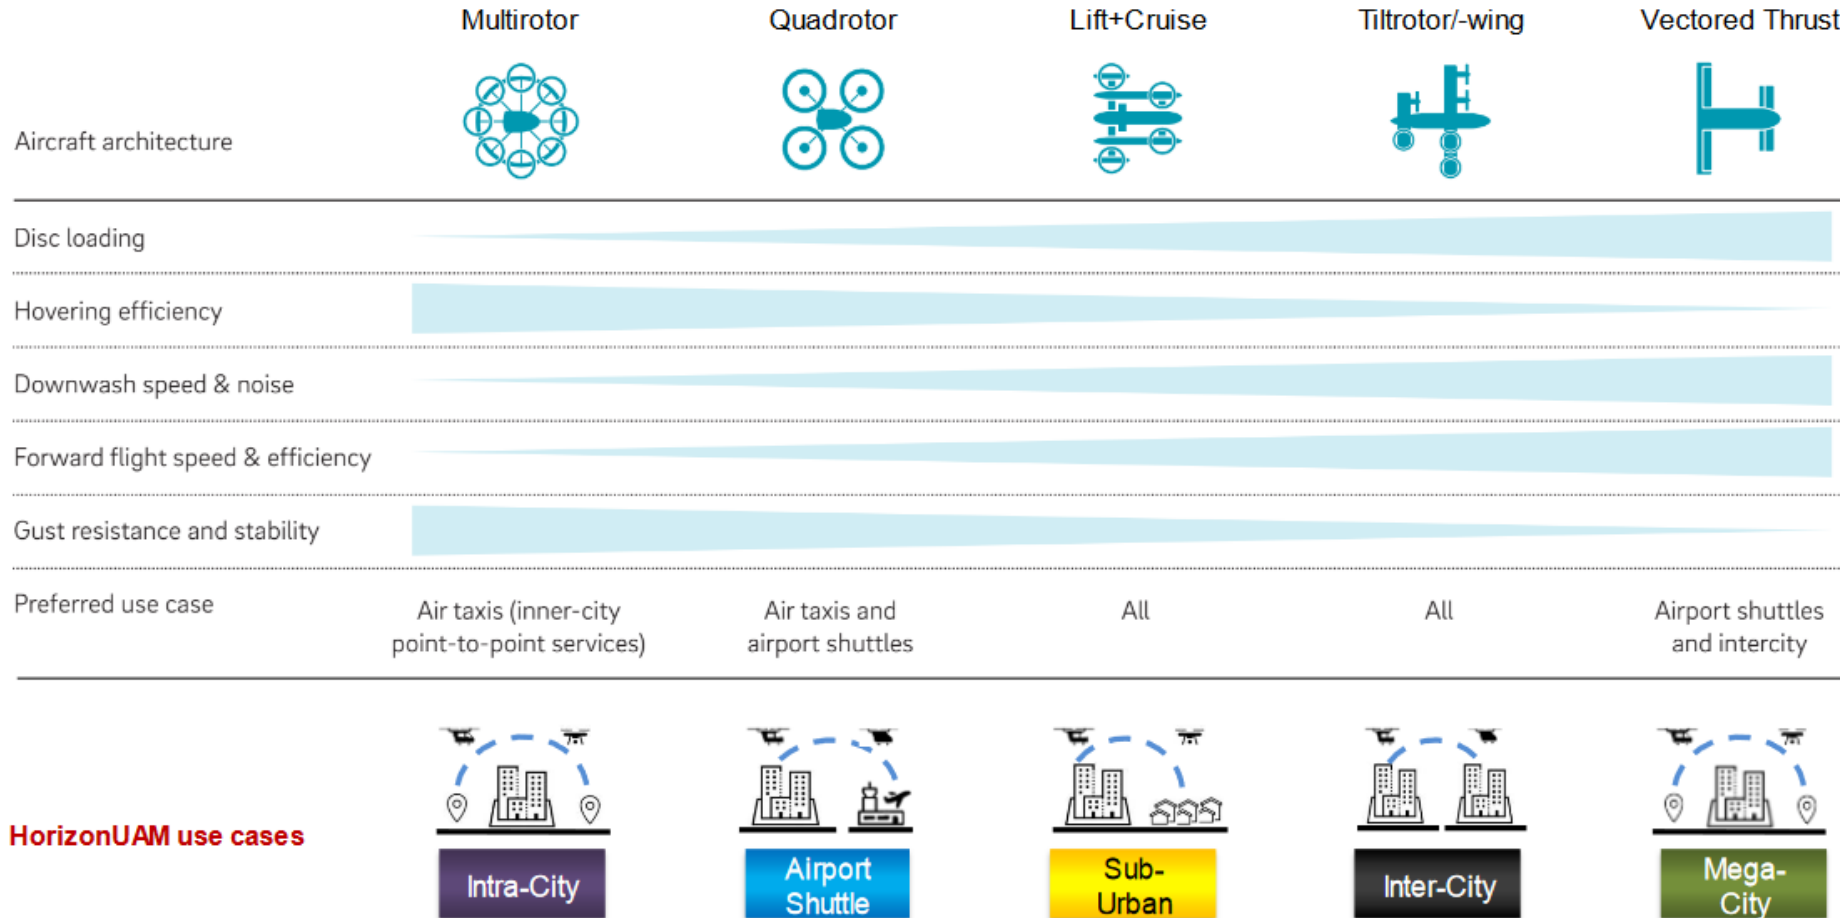 Multirotor Quadrotor Lift+Cruise Tiltrotor/-wing Vectored Thrust
Aircraft architecture
Disc loading
Hovering efficiency
Downwash speed & noise
Forward flight speed & efficiency
Gust resistance and stability
Preferred use case
Air taxis (inner-city
point-to-point services)
Air taxis and
airport shuttles
All
All
Airport shuttles
and intercity
HorizonUAM use cases
Intra-City
Airport
Shuttle
Sub-
Urban
Inter-City
Mega-
City